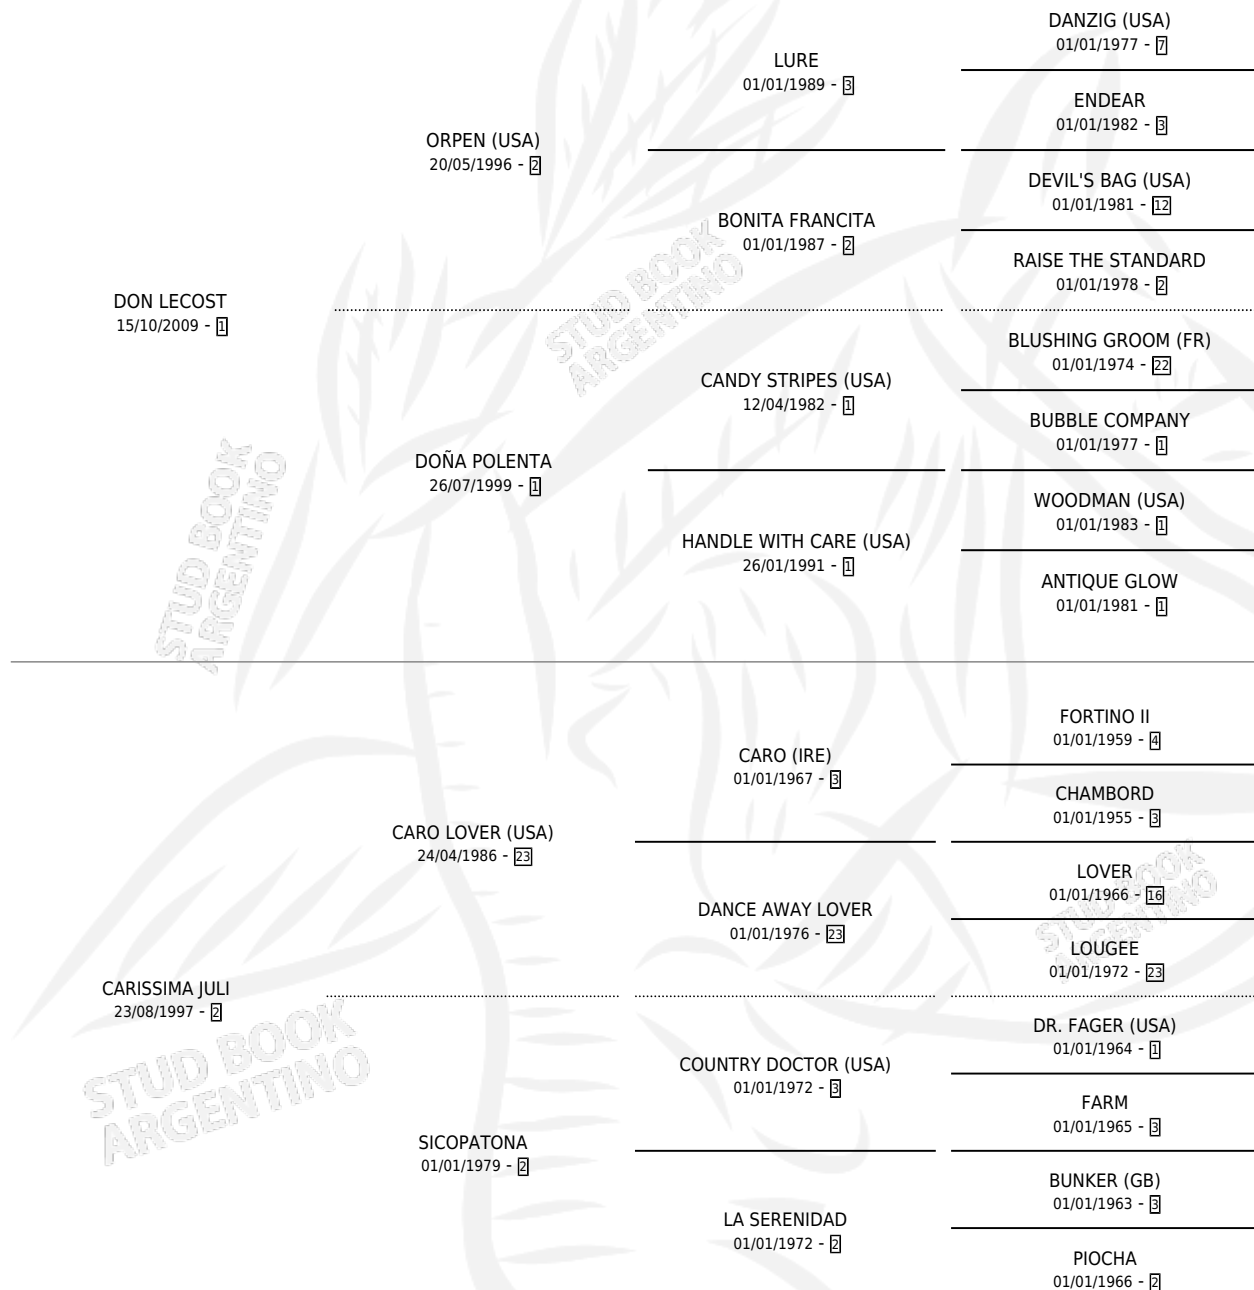 DANZIG (USA)
01/01/1977 - 7
LURE
01/01/1989 - 3
ENDEAR
01/01/1982 - 3
ORPEN (USA)
20/05/1996 - 2
DEVIL'S BAG (USA)
01/01/1981 - 12
BONITA FRANCITA
01/01/1987 - 2
RAISE THE STANDARD
01/01/1978 - 2
DON LECOST
15/10/2009 - 1
BLUSHING GROOM (FR)
01/01/1974 - 22
CANDY STRIPES (USA)
12/04/1982 - 1
BUBBLE COMPANY
01/01/1977 - 1
DOÑA POLENTA
26/07/1999 - 1
WOODMAN (USA)
01/01/1983 - 1
HANDLE WITH CARE (USA)
26/01/1991 - 1
ANTIQUE GLOW
01/01/1981 - 1
FORTINO II
01/01/1959 - 4
CARO (IRE)
01/01/1967 - 3
CHAMBORD
01/01/1955 - 3
CARO LOVER (USA)
24/04/1986 - 23
LOVER
01/01/1966 - 16
DANCE AWAY LOVER
01/01/1976 - 23
LOUGEE
01/01/1972 - 23
CARISSIMA JULI
23/08/1997 - 2
DR. FAGER (USA)
01/01/1964 - 1
COUNTRY DOCTOR (USA)
01/01/1972 - 3
FARM
01/01/1965 - 3
SICOPATONA
01/01/1979 - 2
BUNKER (GB)
01/01/1963 - 3
LA SERENIDAD
01/01/1972 - 2
PIOCHA
01/01/1966 - 2
STUD BOOK
ARGENTINO
STUD BOOK
ARGENTINO
STUD BOOK
ARGENTINO
STUD BOOK
ARGENTINO